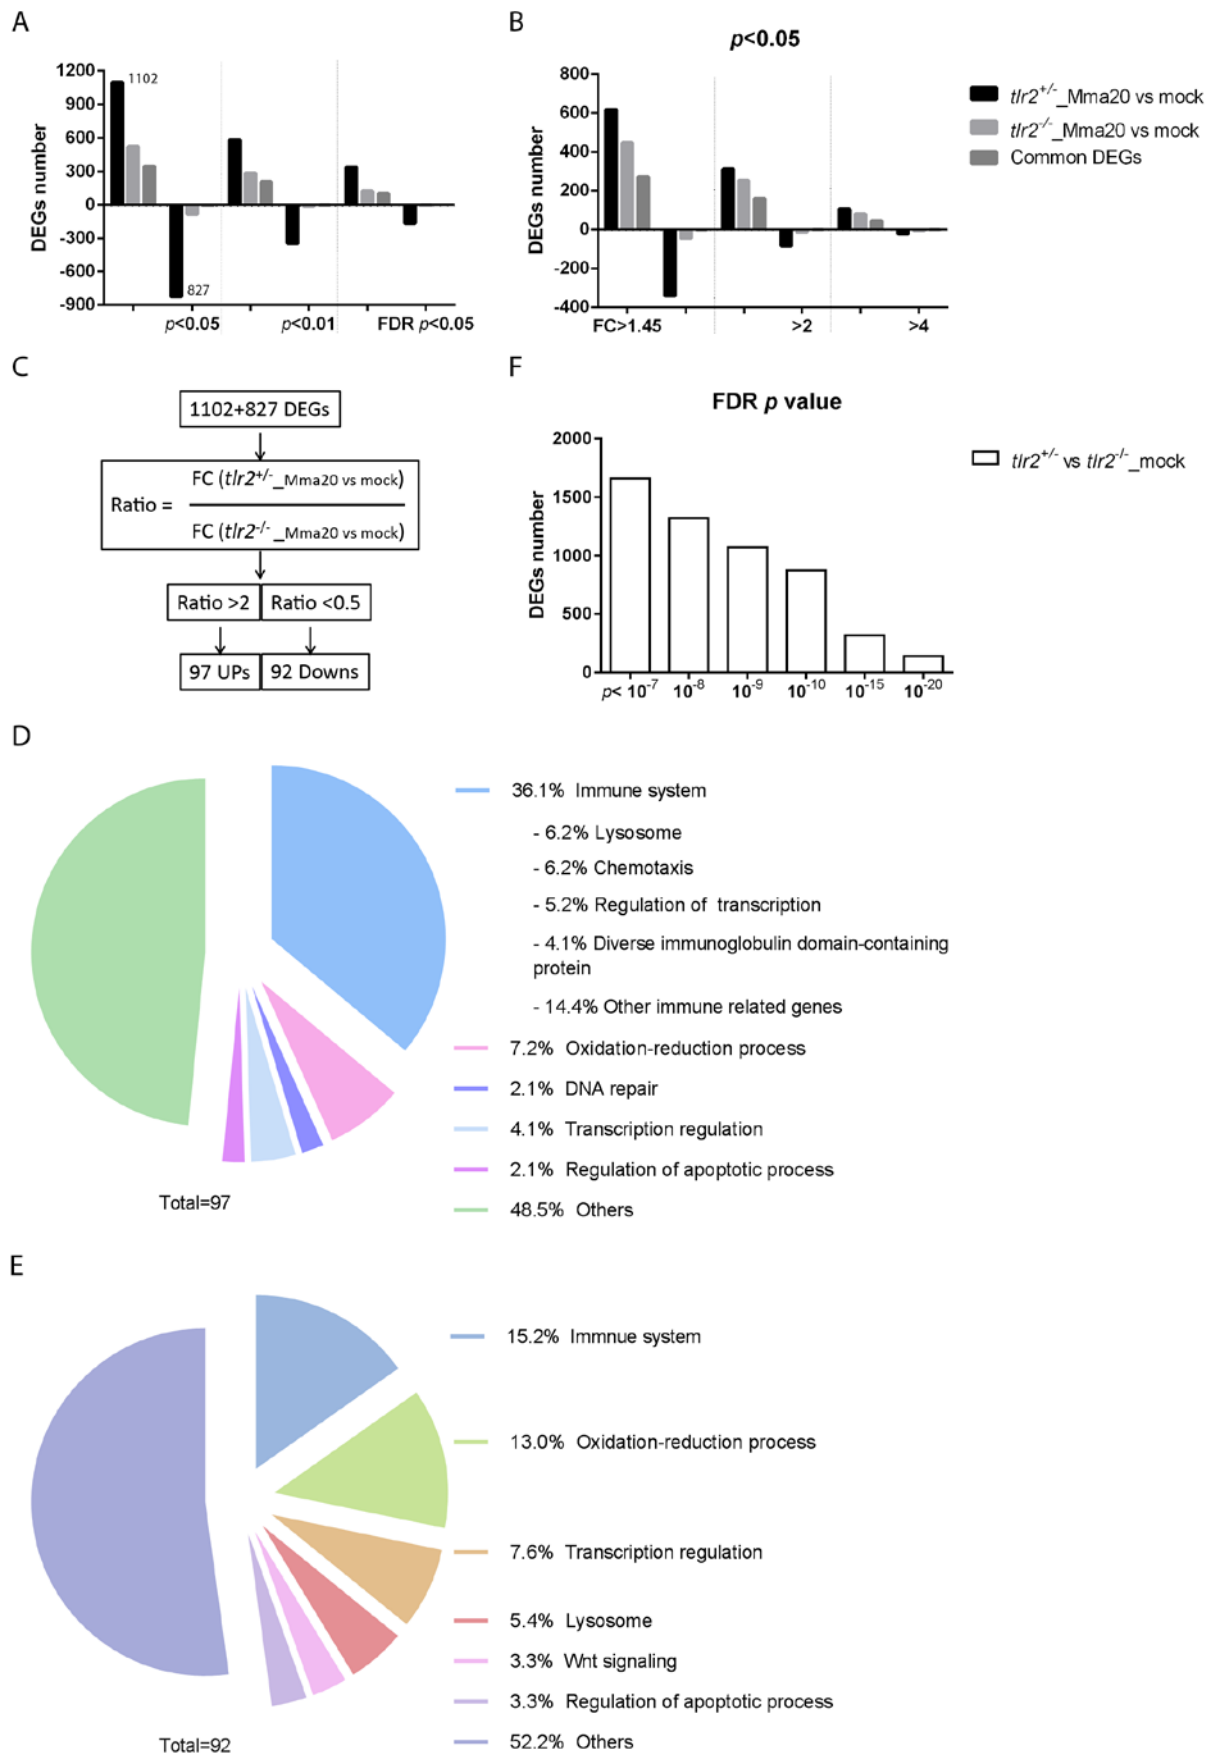 A
1200
900
600
300
0
-300
-600
-900
DEGs number
1102
827
p<0.05
p<0.01
FDR p<0.05
B
p<0.05
800
600
400
200
0
-200
-400
DEGs number
FC>1.45
>2
>4
tlr2+/-_Mma20 vs mock
tlr2-/-_Mma20 vs mock
Common DEGs
C
1102+827 DEGs
Ratio =
FC (tlr2+/-_Mma20 vs mock)
FC (tlr2-/-_Mma20 vs mock)
Ratio >2
Ratio <0.5
97 UPs
92 Downs
F
FDR p value
2000
1500
1000
500
0
DEGs number
p< 10-7
10-8
10-9
10-10
10-15
10-20
tlr2+/- vs tlr2-/-_mock
D
36.1% Immune system
- 6.2% Lysosome
- 6.2% Chemotaxis
- 5.2% Regulation of transcription
- 4.1% Diverse immunoglobulin domain-containing
protein
- 14.4% Other immune related genes
7.2% Oxidation-reduction process
2.1% DNA repair
4.1% Transcription regulation
2.1% Regulation of apoptotic process
48.5% Others
Total=97
E
15.2% Immnue system
13.0% Oxidation-reduction process
7.6% Transcription regulation
5.4% Lysosome
3.3% Wnt signaling
3.3% Regulation of apoptotic process
52.2% Others
Total=92